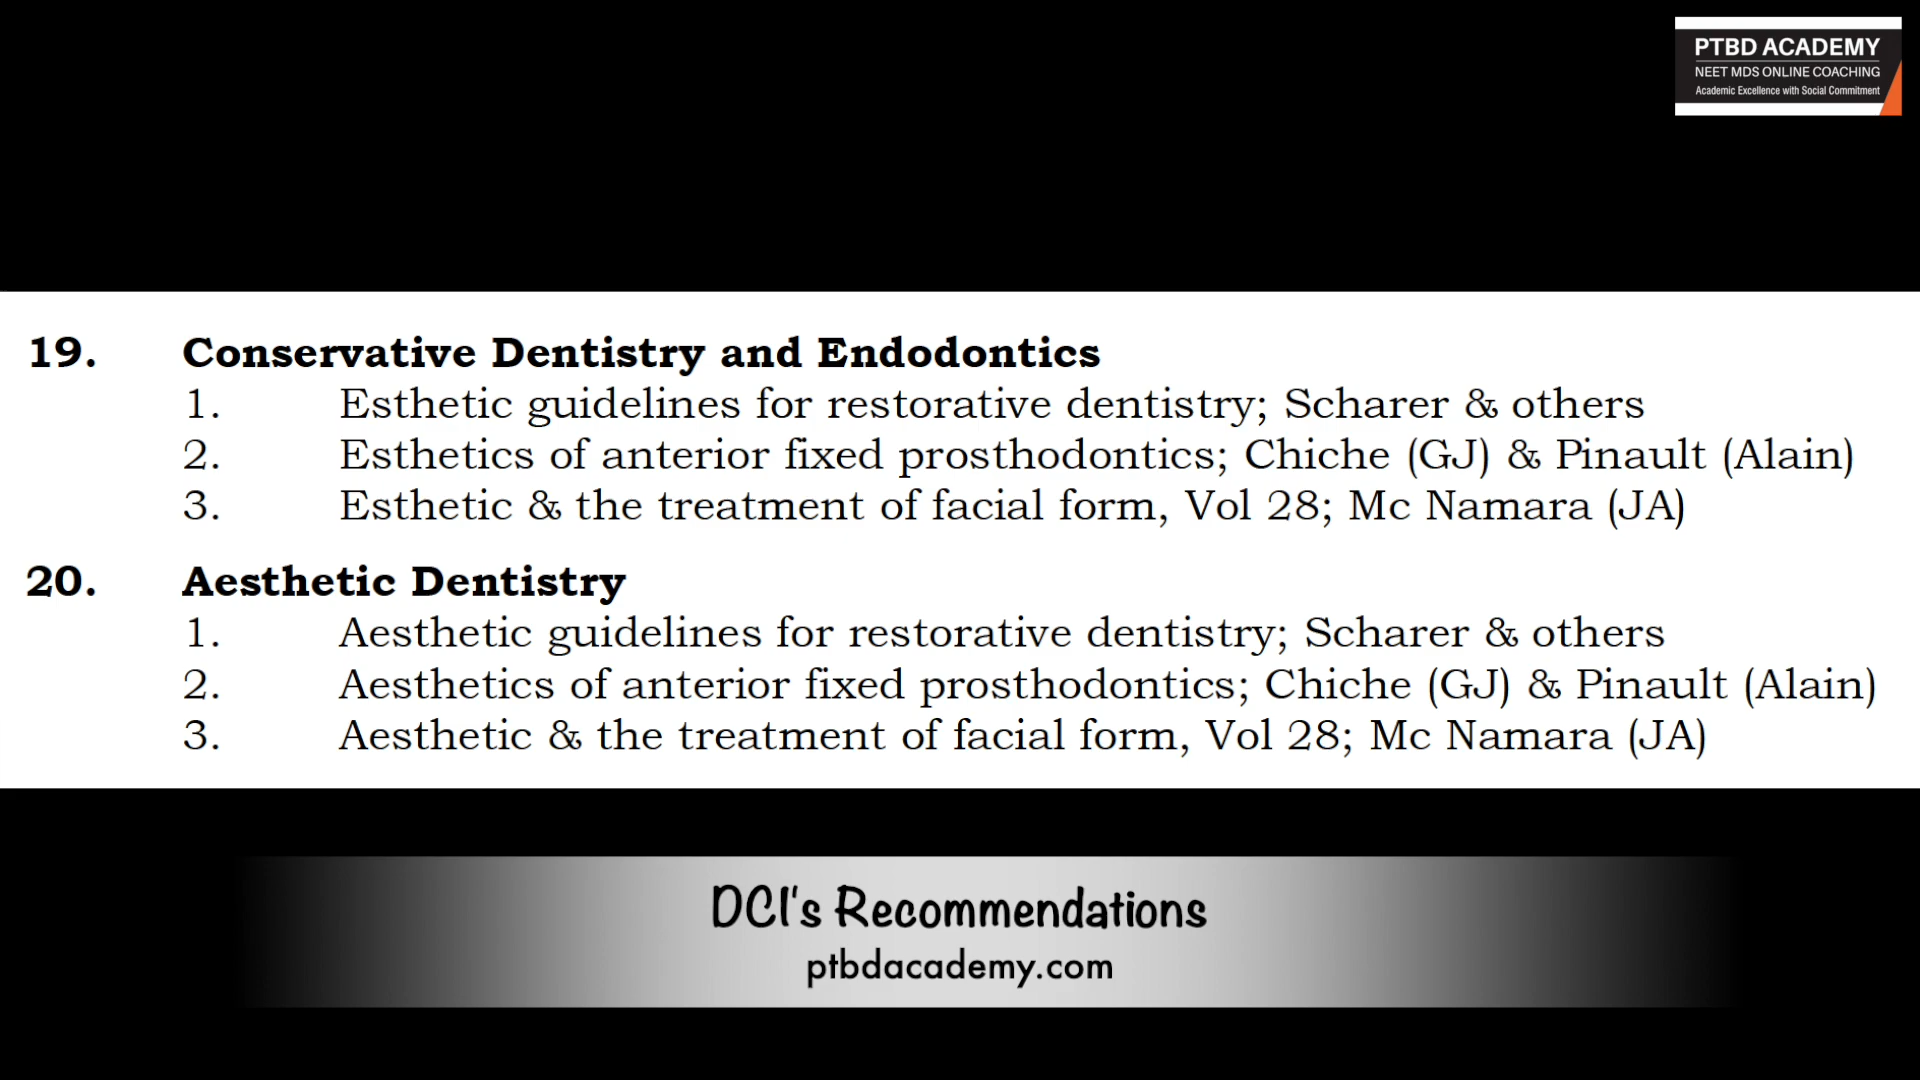 PTBD ACADEMY
NEET MDS ONLINE COACHING
Academic Excellence with Social Commitment
19. Conservative Dentistry and Endodontics
1. Esthetic guidelines for restorative dentistry; Scharer & others
2. Esthetics of anterior fixed prosthodontics; Chiche (GJ) & Pinault (Alain)
3. Esthetic & the treatment of facial form, Vol 28; Mc Namara (JA)
20. Aesthetic Dentistry
1. Aesthetic guidelines for restorative dentistry; Scharer & others
2. Aesthetics of anterior fixed prosthodontics; Chiche (GJ) & Pinault (Alain)
3. Aesthetic & the treatment of facial form, Vol 28; Mc Namara (JA)
DCI's Recommendations
ptbdacademy.com